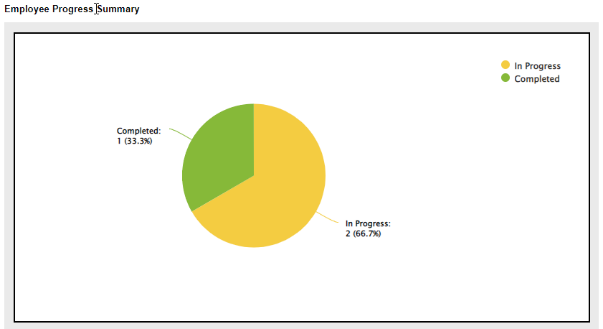 Employee Progress Summary
In Progress
Completed
Completed:
1 (33.3%)
In Progress:
2 (66.7%)